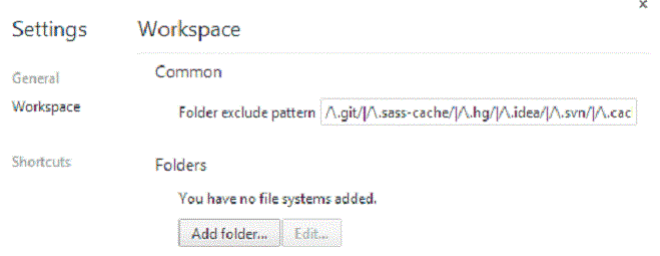 Settings
Workspace
General
Workspace
Shortcuts
Common
Folder exclude pattern /\.git/|/\.sass-cache/|/\.hg/|/\.idea/|/\.svn/|/\.cac
Folders
You have no file systems added.
Add folder... Edit...